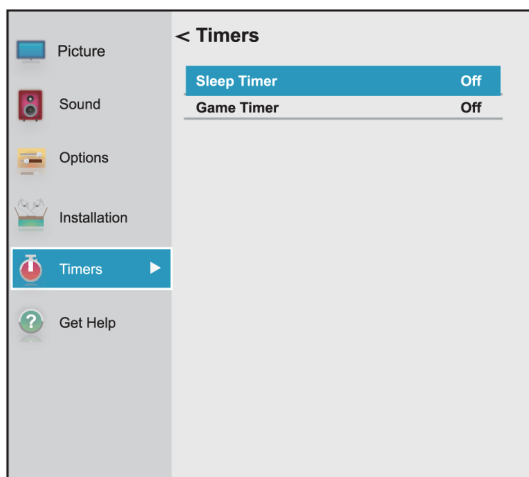 Picture
Sound
Options
Installation
Timers
Get Help
< Timers
Sleep Timer Off
Game Timer Off